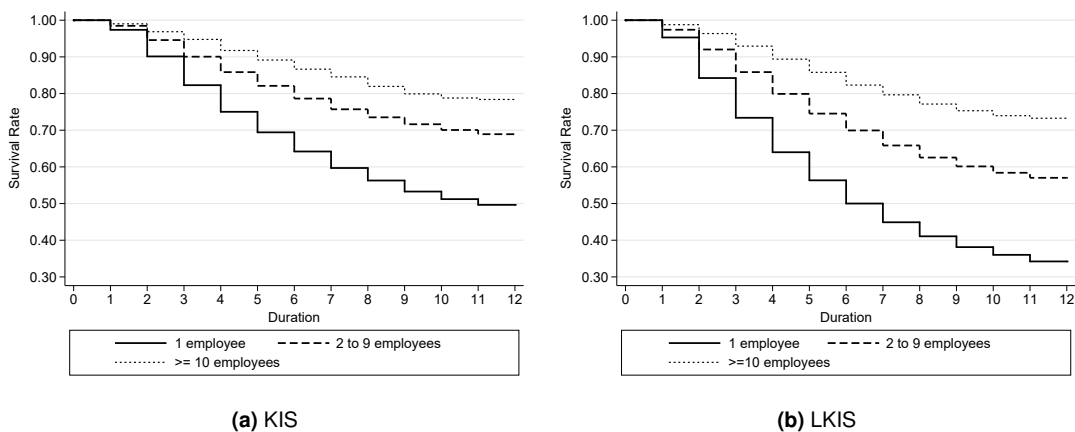 1.00
0.90
0.80
0.70
0.60
0.50
0.40
0.30
Survival Rate
0 1 2 3 4 5 6 7 8 9 10 11 12
Duration
1 employee 2 to 9 employees
>= 10 employees
(a) KIS
1.00
0.90
0.80
0.70
0.60
0.50
0.40
0.30
Survival Rate
0 1 2 3 4 5 6 7 8 9 10 11 12
Duration
1 employee 2 to 9 employees
>=10 employees
(b) LKIS